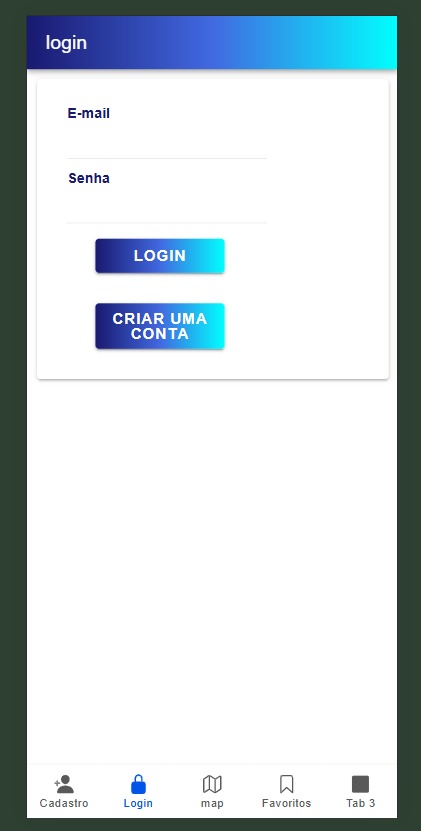 login
E-mail
Senha
LOGIN
CRIAR UMA
CONTA
Cadastro
Login
map
Favoritos
Tab 3